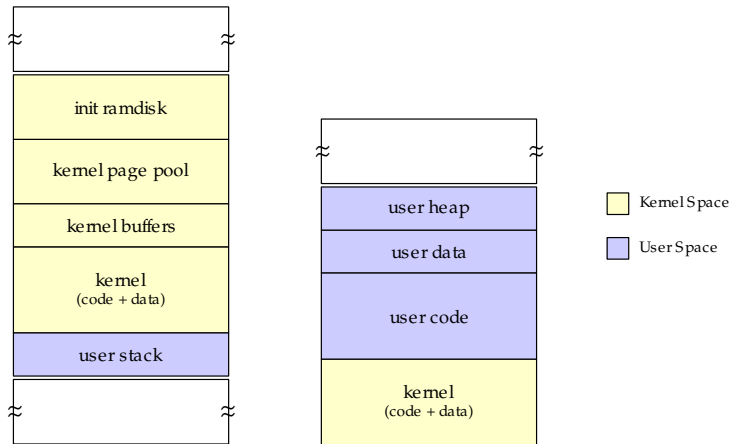 init ramdisk
kernel page pool
kernel buffers
kernel
(code + data)
user stack
user heap
user data
user code
kernel
(code + data)
Kernel Space
User Space